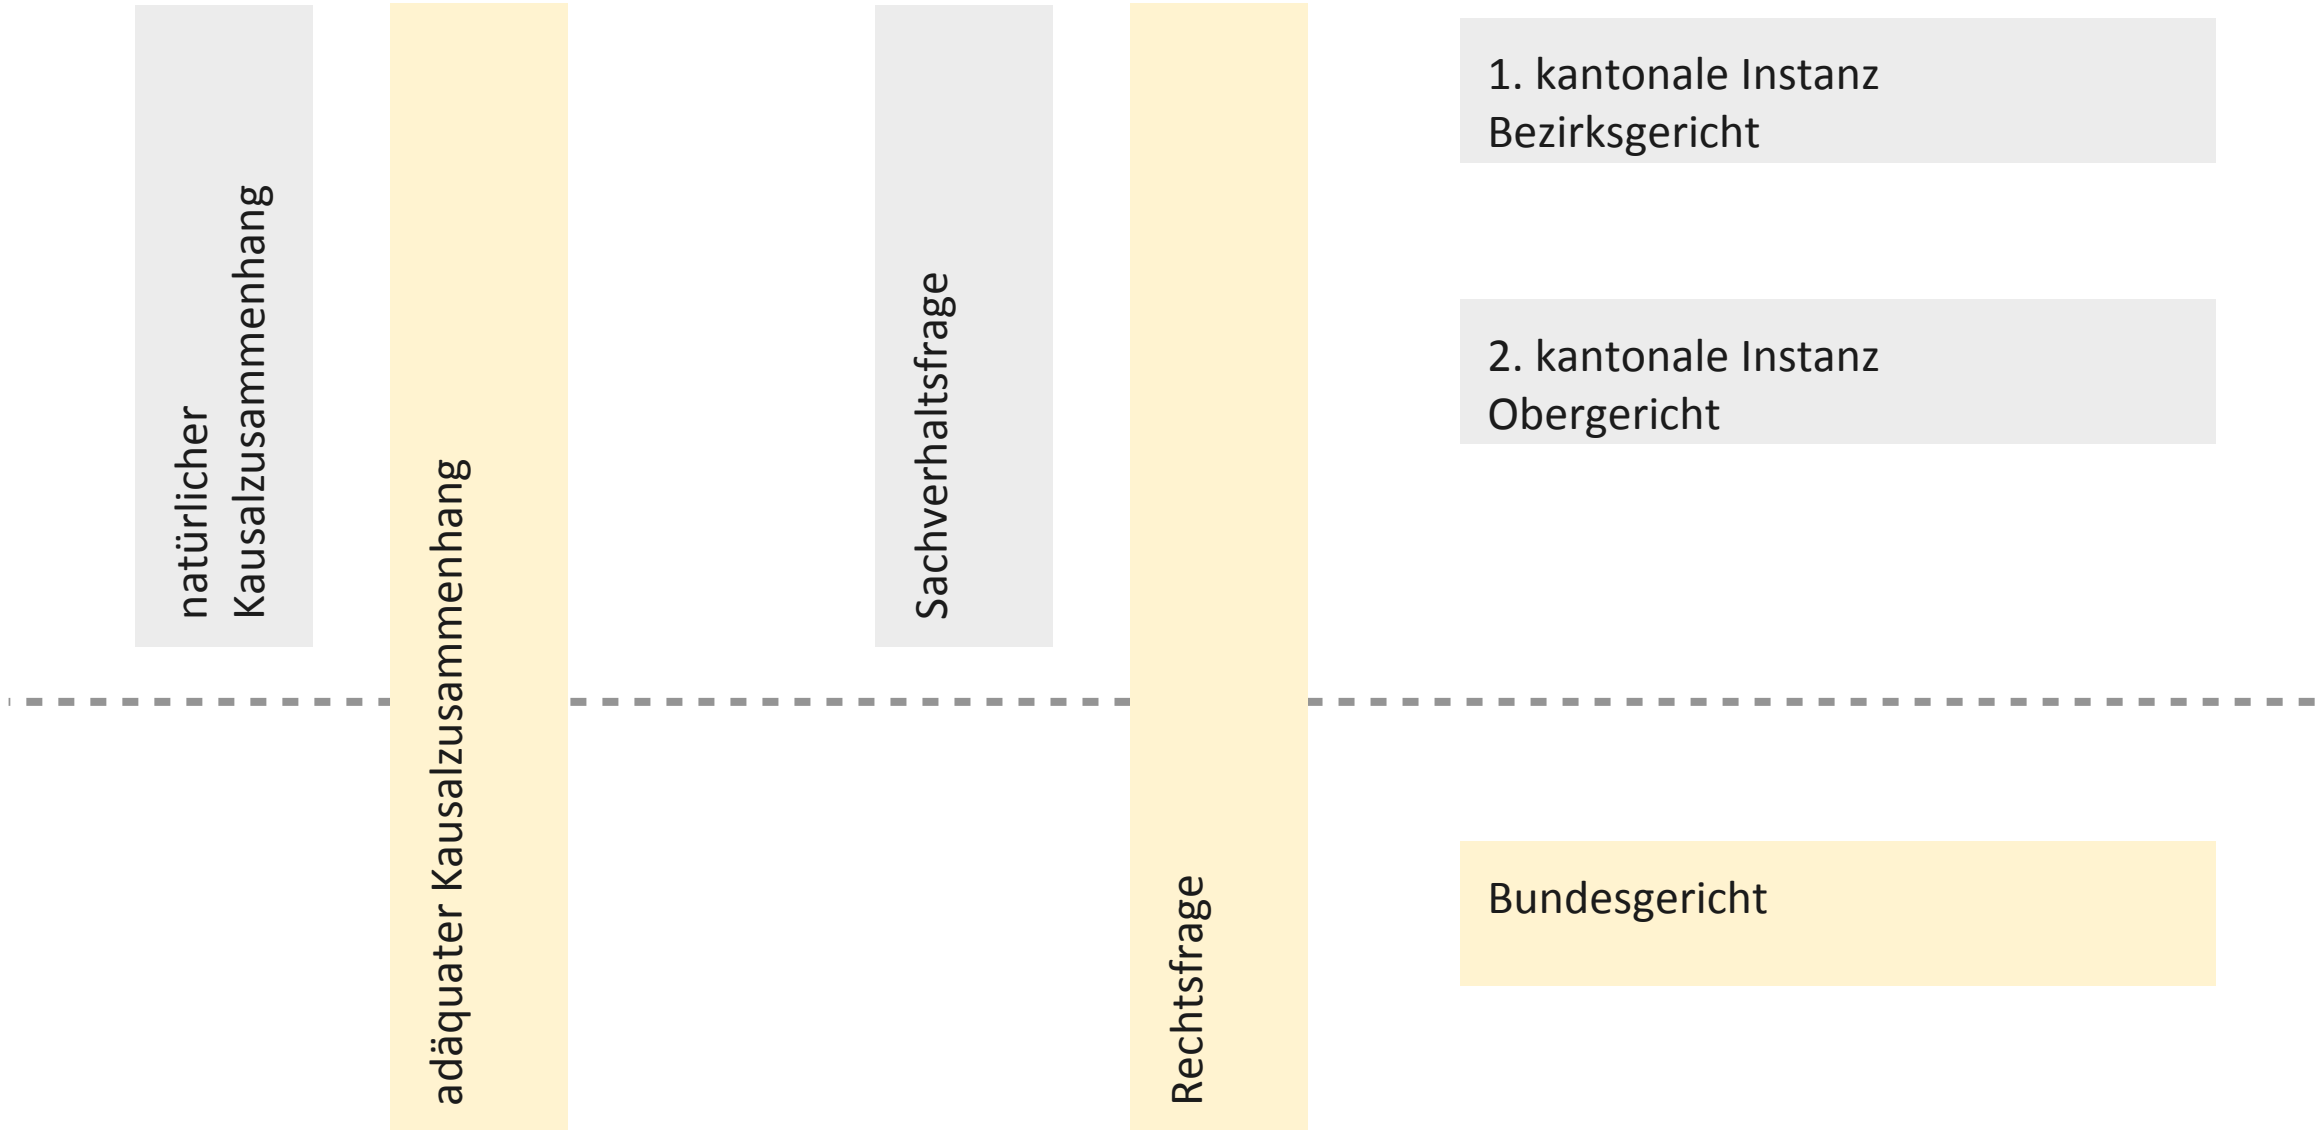 natürlicher
Kausalzusammenhang
adäquater Kausalzusammenhang
Sachverhaltsfrage
Rechtsfrage
1. kantonale Instanz
Bezirksgericht
2. kantonale Instanz
Obergericht
Bundesgericht